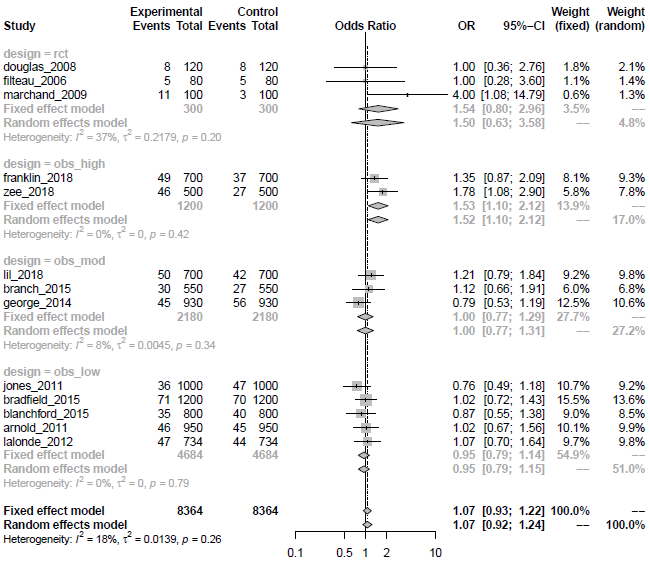 Experimental Control Weight Weight
Study Events Total Events Total Odds Ratio OR 95%−CI (fixed) (random)
design = rct
douglas_2008 8 120 8 120 1.00 [0.36; 2.76] 1.8% 2.1%
filteau_2006 5 80 5 80 1.00 [0.28; 3.60] 1.1% 1.4%
marchand_2009 11 100 3 100 4.00 [1.08; 14.79] 0.6% 1.3%
Fixed effect model 300 300 1.54 [0.80; 2.96] 3.5% −−
Random effects model 1.50 [0.63; 3.58] −− 4.8%
Heterogeneity: I² = 37%, τ² = 0.2179, p = 0.20
design = obs_high
franklin_2018 49 700 37 700 1.35 [0.87; 2.09] 8.1% 9.3%
zee_2018 46 500 27 500 1.78 [1.08; 2.90] 5.8% 7.8%
Fixed effect model 1200 1200 1.53 [1.10; 2.12] 13.9% −−
Random effects model 1.52 [1.10; 2.12] −− 17.0%
Heterogeneity: I² = 0%, τ² = 0, p = 0.42
design = obs_mod
lil_2018 50 700 42 700 1.21 [0.79; 1.84] 9.2% 9.8%
branch_2015 30 550 27 550 1.12 [0.66; 1.91] 6.0% 6.8%
george_2014 45 930 56 930 0.79 [0.53; 1.19] 12.5% 10.6%
Fixed effect model 2180 2180 1.00 [0.77; 1.29] 27.7% −−
Random effects model 1.00 [0.77; 1.31] −− 27.2%
Heterogeneity: I² = 8%, τ² = 0.0045, p = 0.34
design = obs_low
jones_2011 36 1000 47 1000 0.76 [0.49; 1.18] 10.7% 9.2%
bradfield_2015 71 1200 70 1200 1.02 [0.72; 1.43] 15.5% 13.6%
blanchford_2015 35 800 40 800 0.87 [0.55; 1.38] 9.0% 8.5%
arnold_2011 46 950 45 950 1.02 [0.67; 1.56] 10.1% 9.9%
lalonde_2012 47 734 44 734 1.07 [0.70; 1.64] 9.7% 9.8%
Fixed effect model 4684 4684 0.95 [0.79; 1.14] 54.9% −−
Random effects model 0.95 [0.79; 1.15] −− 51.0%
Heterogeneity: I² = 0%, τ² = 0, p = 0.79
Fixed effect model 8364 8364 1.07 [0.93; 1.22] 100.0% −−
Random effects model 1.07 [0.92; 1.24] −− 100.0%
Heterogeneity: I² = 18%, τ² = 0.0139, p = 0.26
0.1 0.5 1 2 10